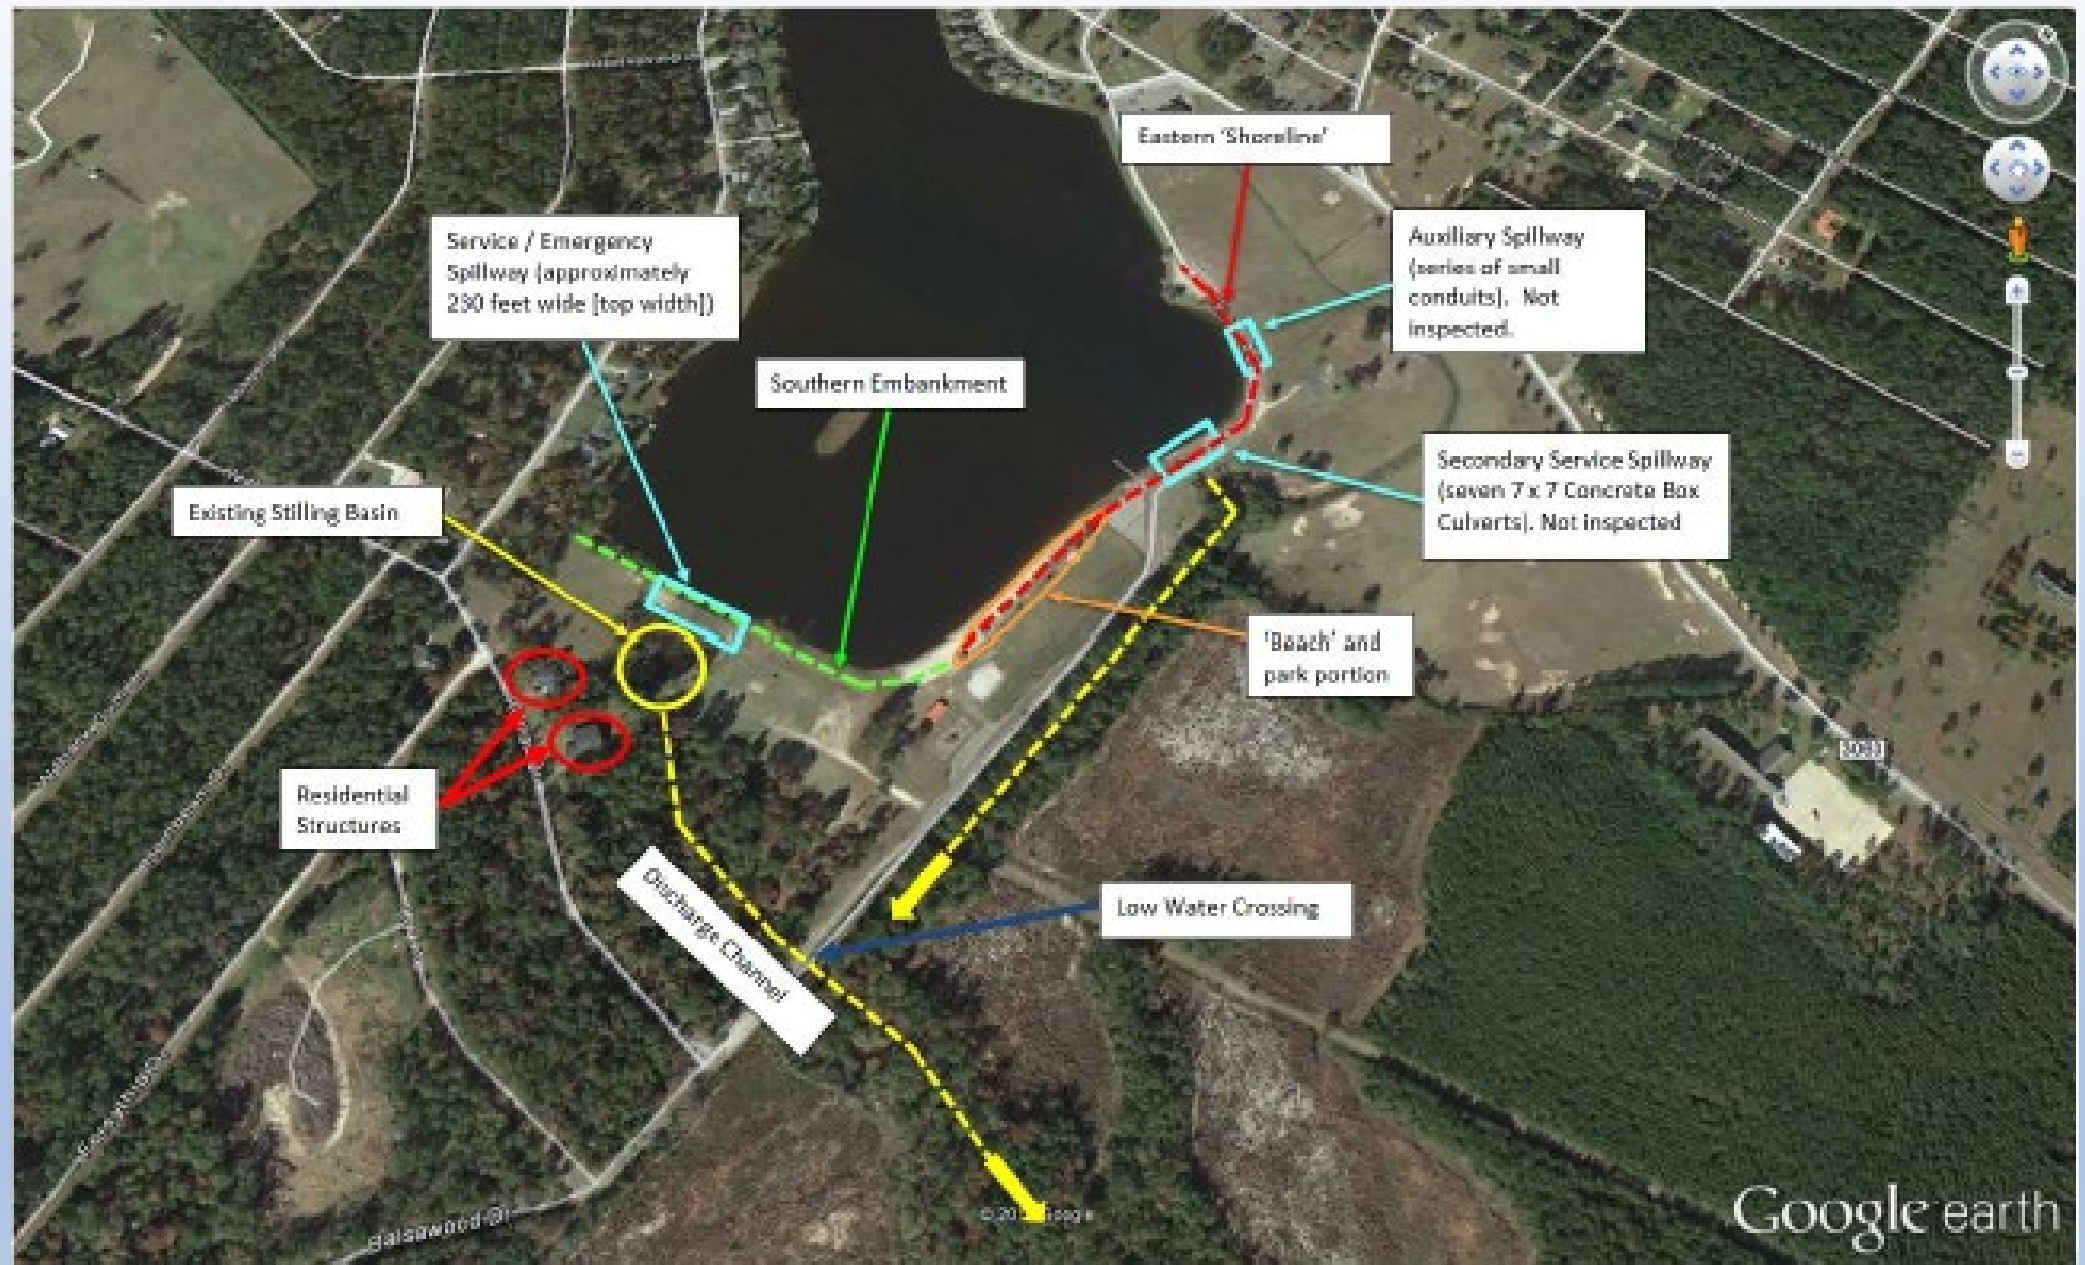 Eastern 'Shoreline'
Service / Emergency
Spillway (approximately
230 feet wide [top width])
Auxiliary Spillway
(series of small
conduits). Not
inspected.
Southern Embankment
Secondary Service Spillway
(seven 7 x 7 Concrete Box
Culverts). Not inspected
Existing Stilling Basin
'Beach' and
park portion
Residential
Structures
Discharge Channel
Low Water Crossing
Balsawood Dr
Google earth